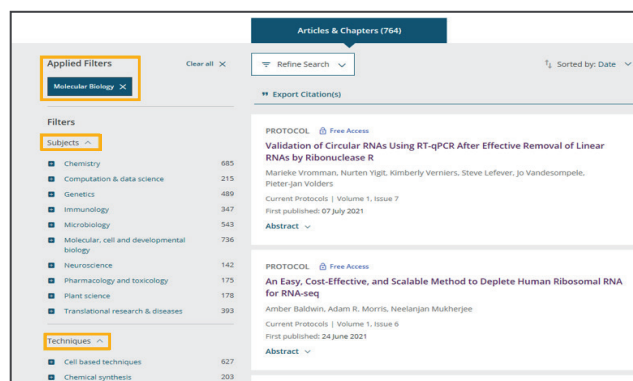 Articles & Chapters (764)
Applied Filters
Clear all ×
Molecular Biology ×
Refine Search
Sorted by: Date
Export Citation(s)
Filters
Subjects
Chemistry 685
Computation & data science 215
Genetics 489
Immunology 347
Microbiology 543
Molecular, cell and developmental 736
biology
Neuroscience 142
Pharmacology and toxicology 175
Plant science 178
Translational research & diseases 393
Techniques
Cell based techniques 627
Chemical synthesis 203
PROTOCOL Free Access
Validation of Circular RNAs Using RT-qPCR After Effective Removal of Linear
RNAs by Ribonuclease R
Marieke Vromman, Nurten Yigit, Kimberly Verniers, Steve Lefever, Jo Vandesompele,
Pieter-Jan Volders
Current Protocols | Volume 1, Issue 7
First published: 07 July 2021
Abstract
PROTOCOL Free Access
An Easy, Cost-Effective, and Scalable Method to Deplete Human Ribosomal RNA
for RNA-seq
Amber Baldwin, Adam R. Morris, Neelanjan Mukherjee
Current Protocols | Volume 1, Issue 6
First published: 24 June 2021
Abstract